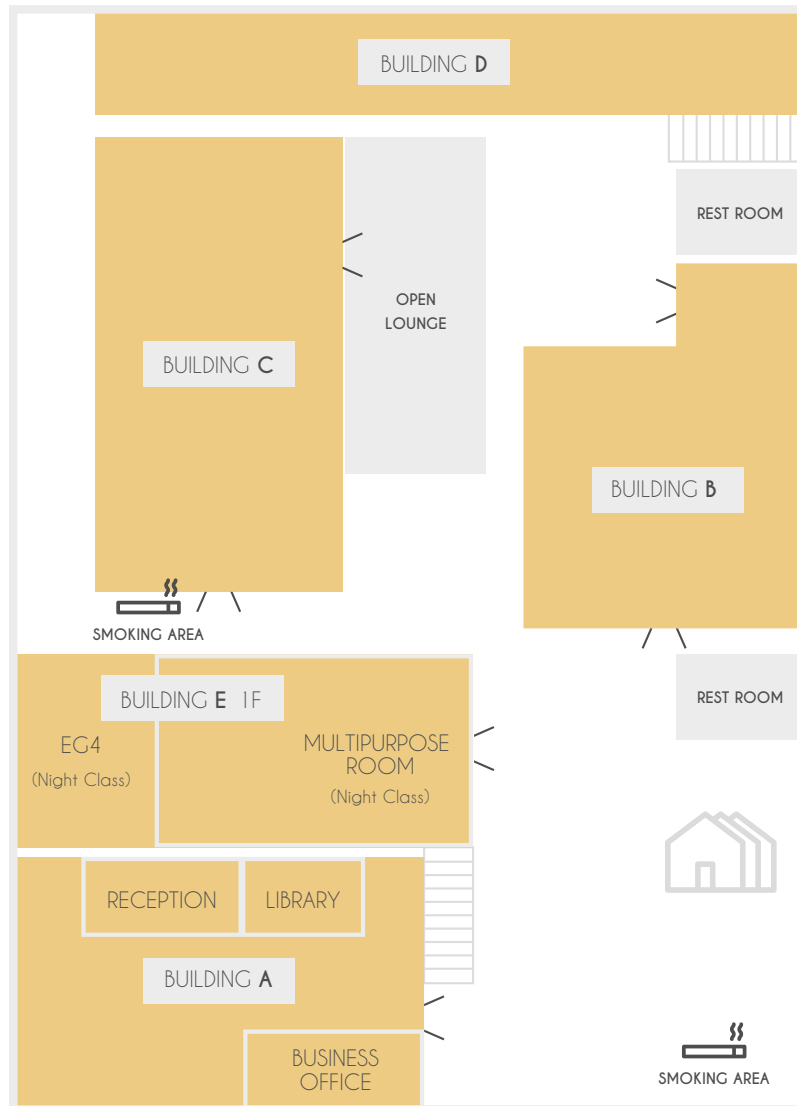 BUILDING D
REST ROOM
OPEN
LOUNGE
BUILDING C
BUILDING B
SMOKING AREA
BUILDING E 1F
REST ROOM
EG4
(Night Class)
MULTIPURPOSE
ROOM
(Night Class)
RECEPTION
LIBRARY
BUILDING A
BUSINESS
OFFICE
SMOKING AREA